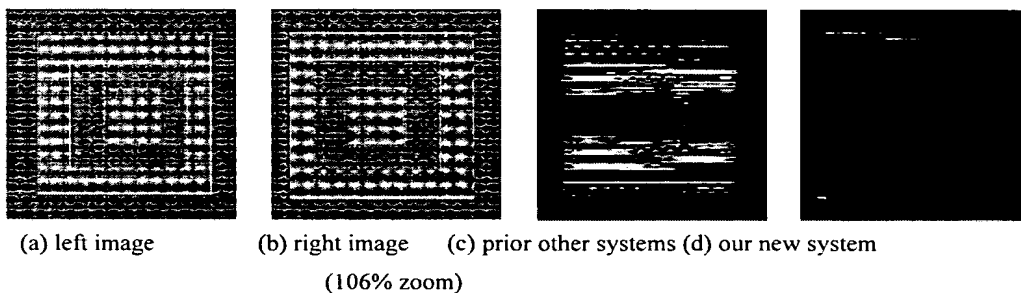 (a) left image (b) right image (c) prior other systems (d) our new system
(106% zoom)